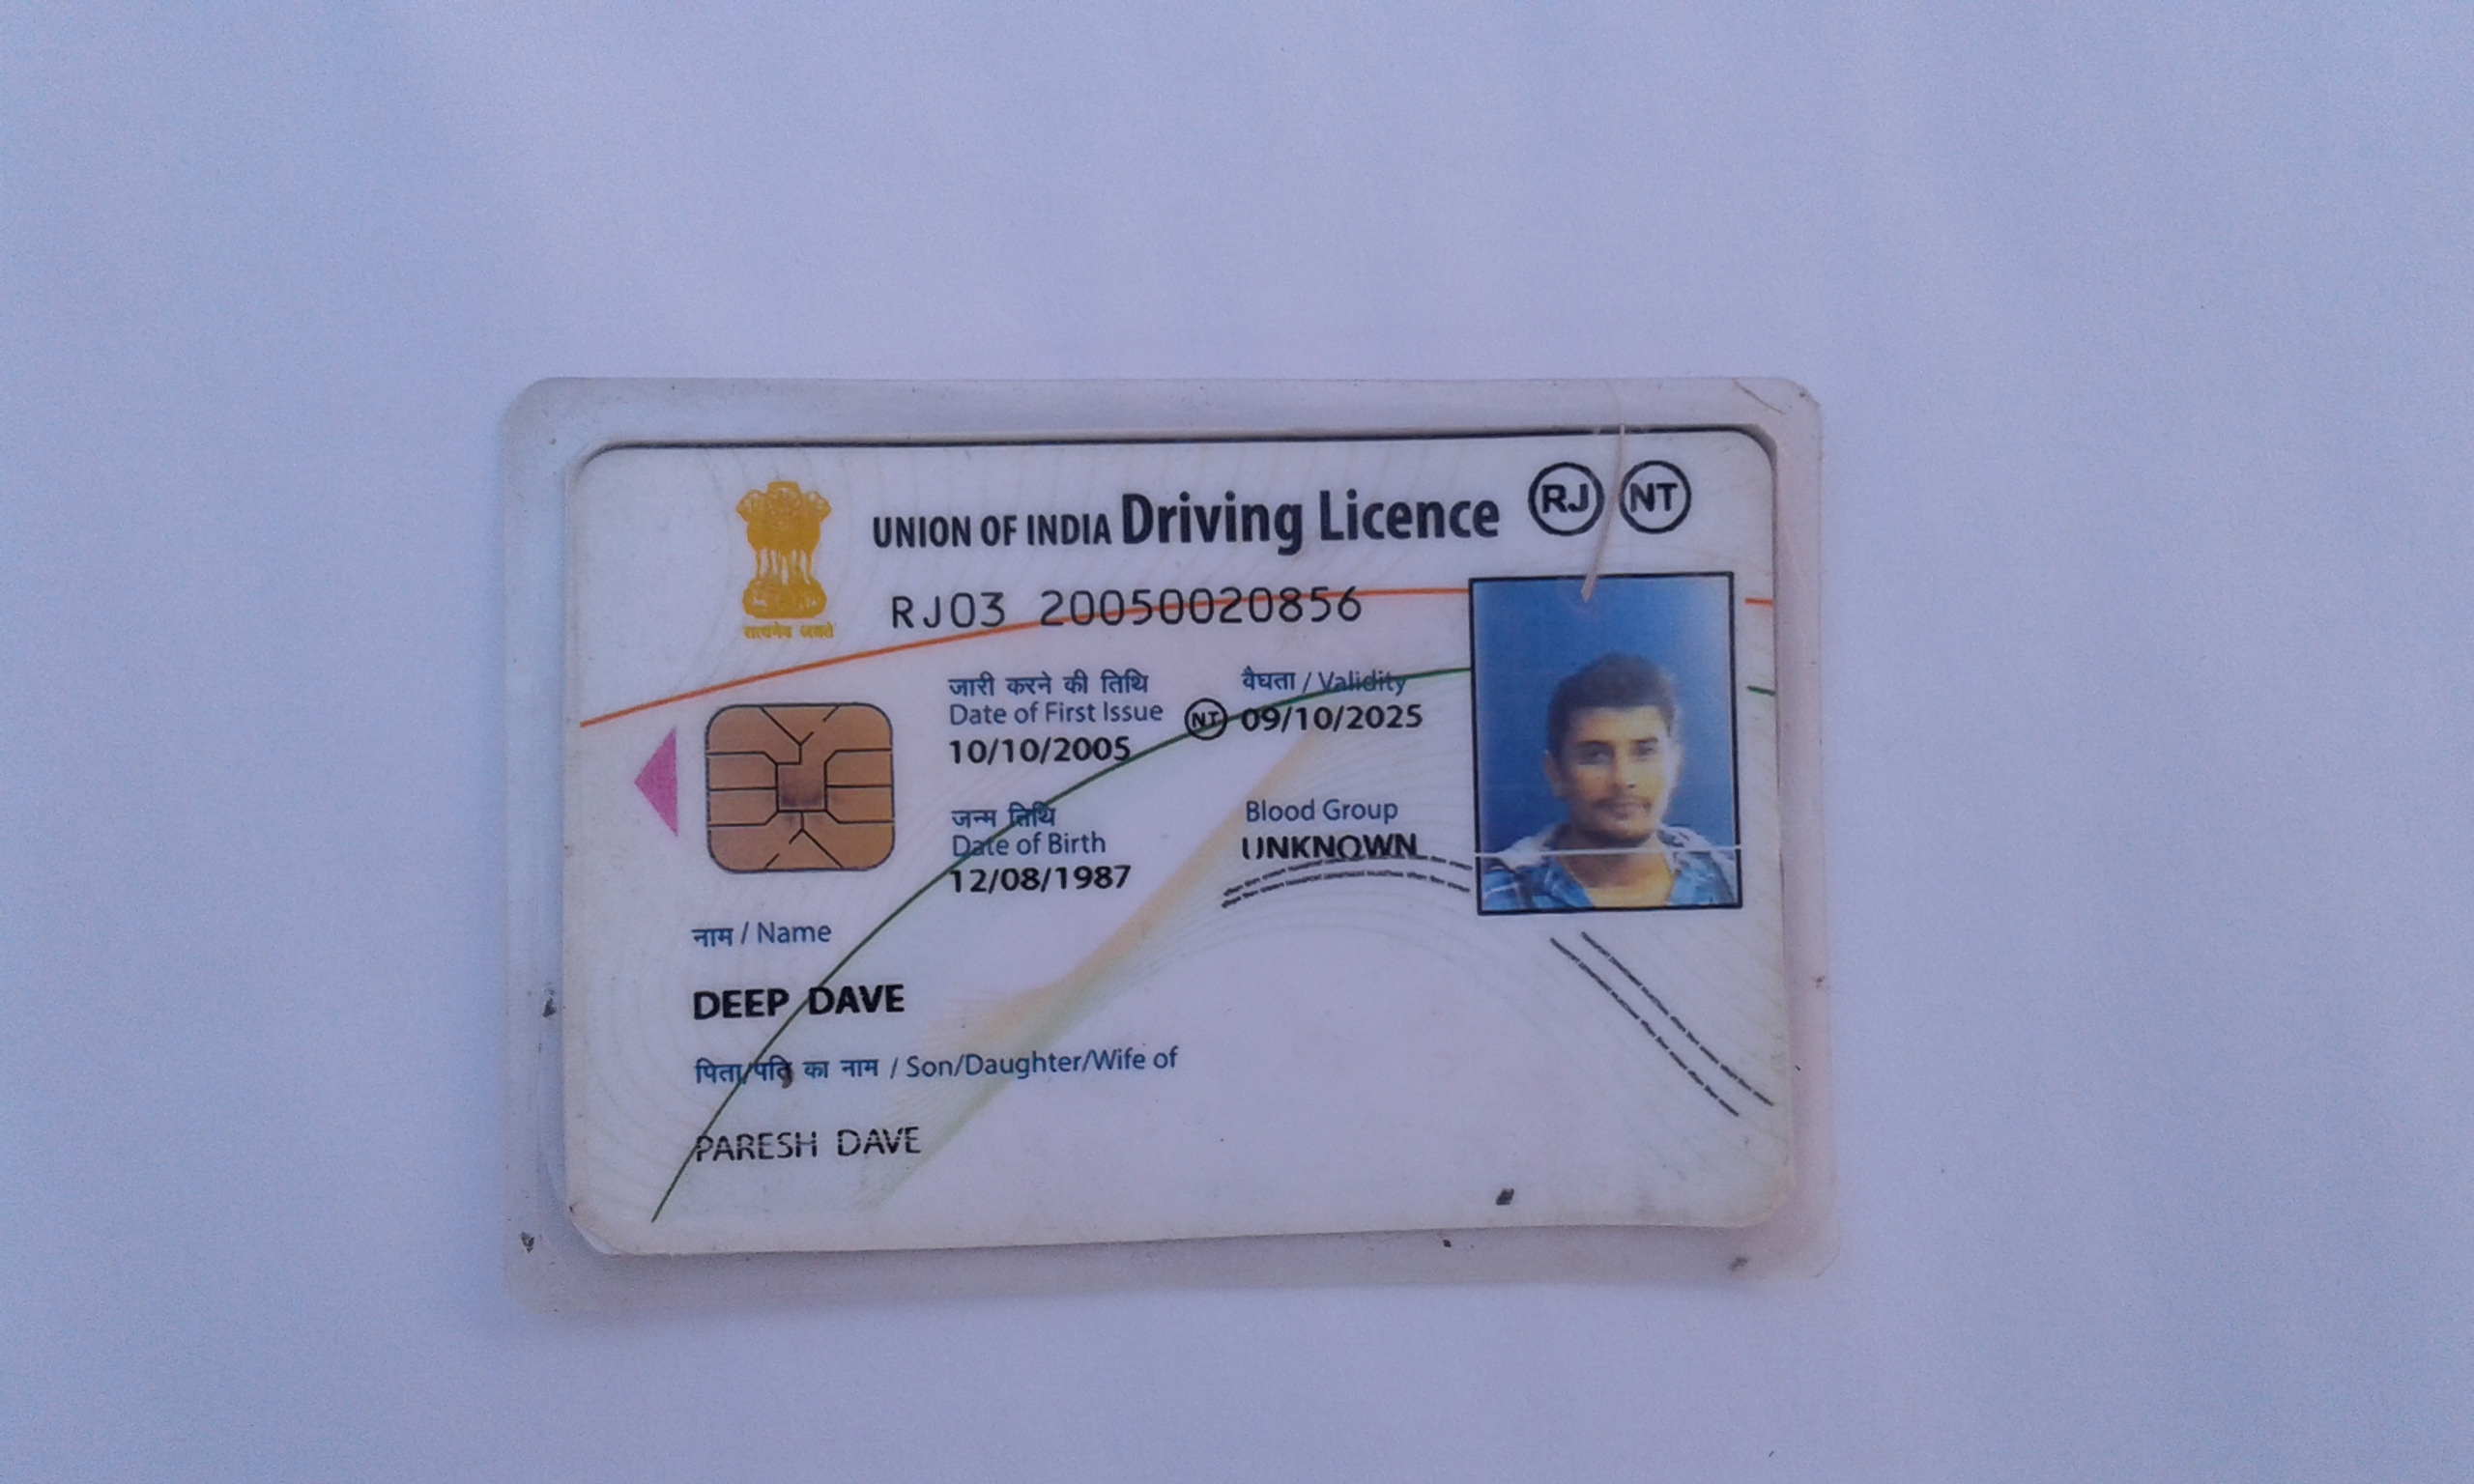 UNION OF INDIA Driving Licence RJ NT
सत्यमेव जयते
RJ03 20050020856
जारी करने की तिथि
Date of First Issue
10/10/2005
वैधता / Validity
NT 09/10/2025
जन्म तिथि
Date of Birth
12/08/1987
Blood Group
UNKNOWN
नाम / Name
DEEP DAVE
पिता/पति का नाम / Son/Daughter/Wife of
PARESH DAVE